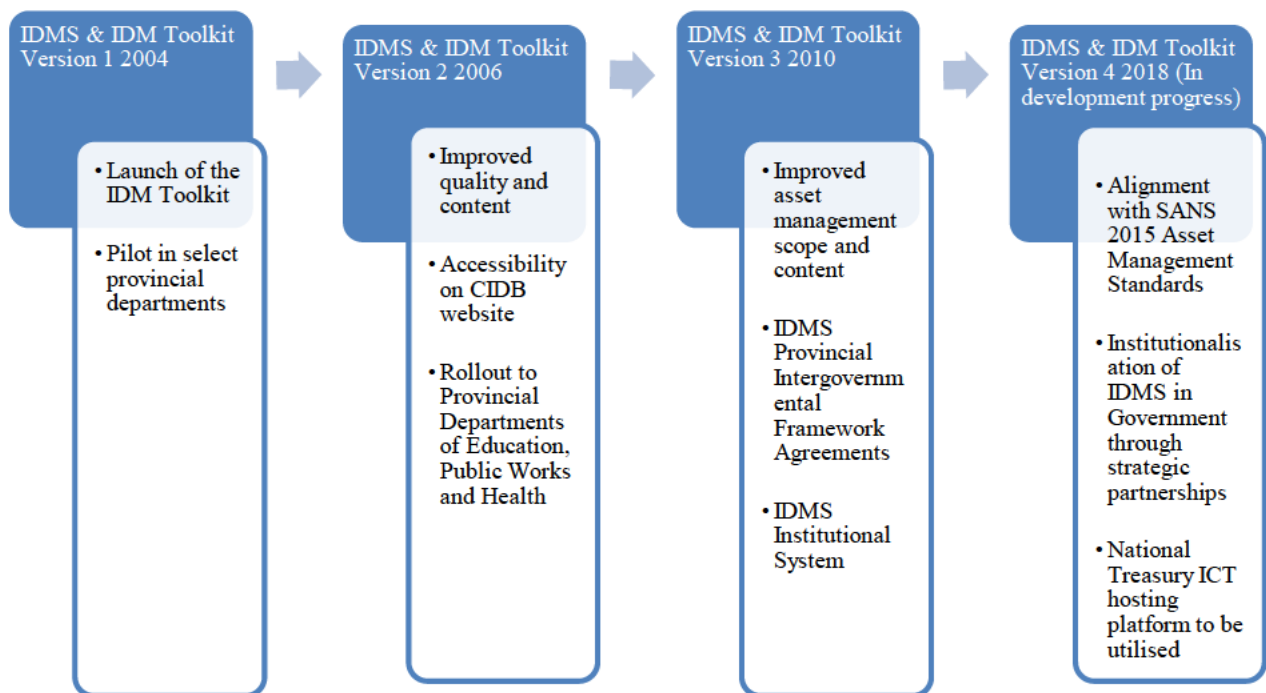 IDMS & IDM Toolkit
Version 1 2004
• Launch of the
IDM Toolkit
• Pilot in select
provincial
departments
IDMS & IDM Toolkit
Version 2 2006
• Improved
quality and
content
• Accessibility
on CIDB
website
• Rollout to
Provincial
Departments
of Education,
Public Works
and Health
IDMS & IDM Toolkit
Version 3 2010
• Improved
asset
management
scope and
content
• IDMS
Provincial
Intergovernm
ental
Framework
Agreements
• IDMS
Institutional
System
IDMS & IDM Toolkit
Version 4 2018 (In
development progress)
• Alignment
with SANS
2015 Asset
Management
Standards
• Institutionalis
ation of
IDMS in
Government
through
strategic
partnerships
• National
Treasury ICT
hosting
platform to be
utilised